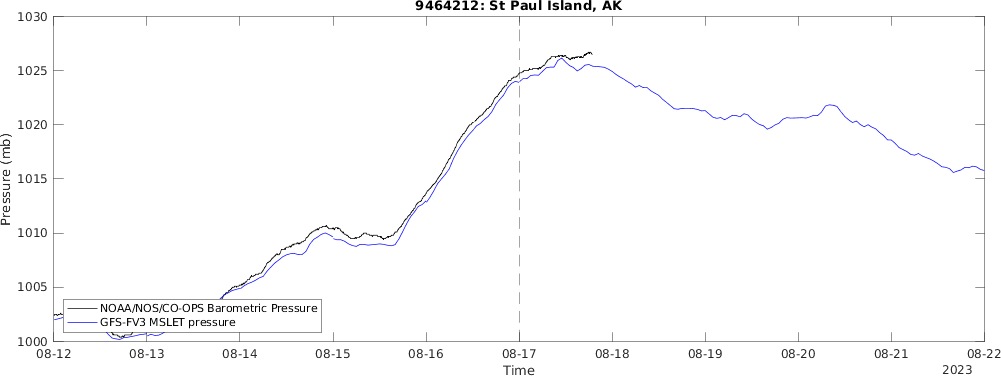 9464212: St Paul Island, AK
1030
1025
1020
1015
1010
1005
1000
Pressure (mb)
NOAA/NOS/CO-OPS Barometric Pressure
GFS-FV3 MSLET pressure
08-12 08-13 08-14 08-15 08-16 08-17 08-18 08-19 08-20 08-21 08-22
Time
2023